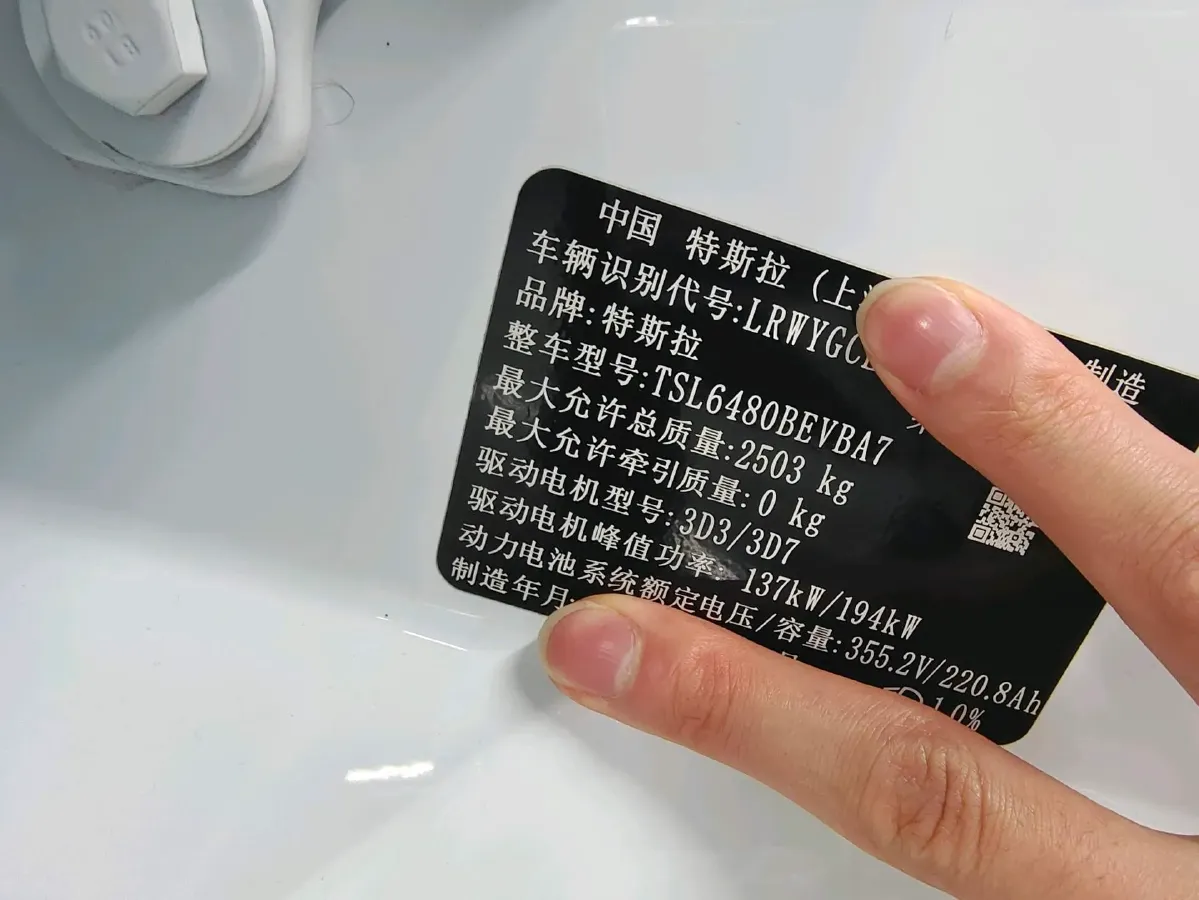 中国 特斯拉 (上 制造
车辆识别代号:LRWYGC
品牌:特斯拉
整车型号:TSL6480BEVBA7
最大允许总质量:2503 kg
最大允许牵引质量:0 kg
驱动电机型号:3D3/3D7
驱动电机峰值功率: 137kW/194kW
动力电池系统额定电压/容量:355.2V/220.8Ah
制造年月:
1.0%